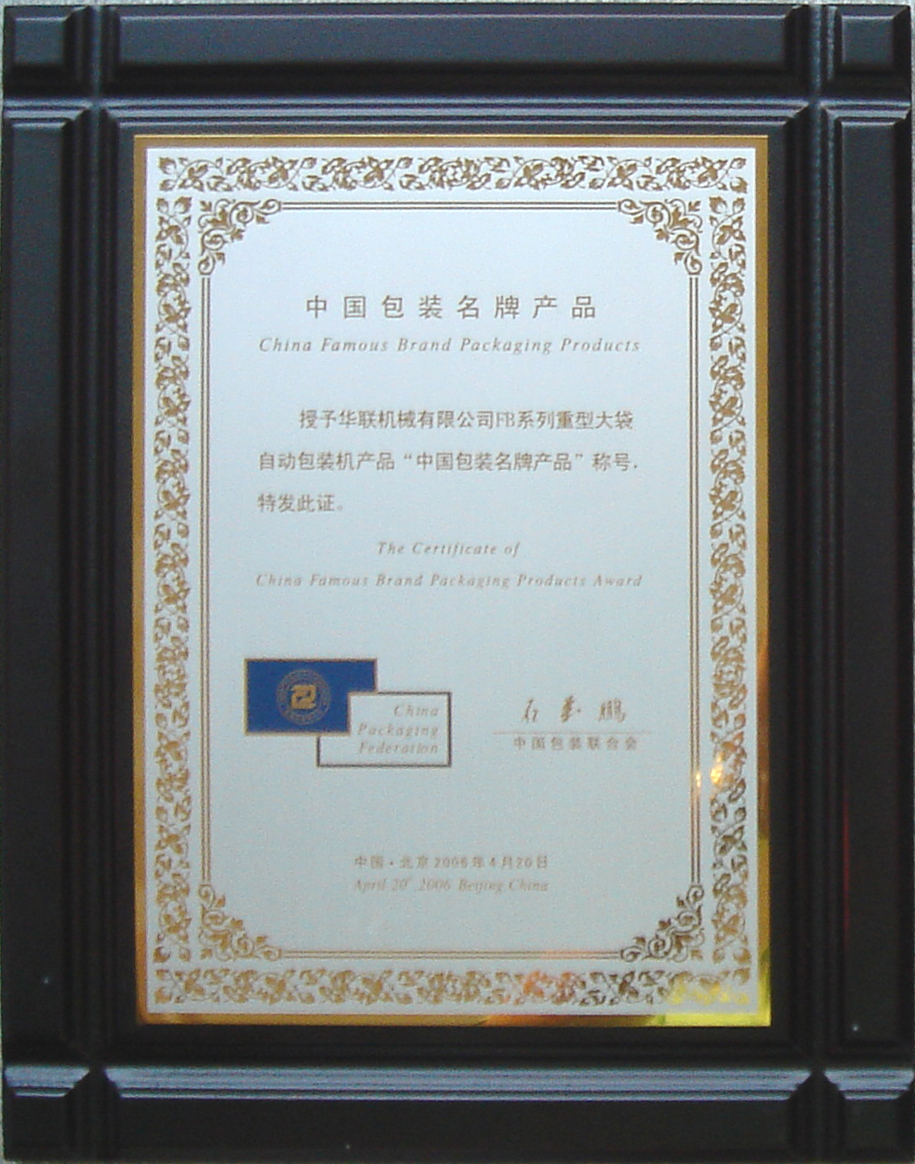 中国包装名牌产品
China Famous Brand Packaging Products
授予华联机械有限公司FB系列重型大袋
自动包装机产品“中国包装名牌产品”称号,
特发此证。
The Certificate of
China Famous Brand Packaging Products Award
China
Packaging
Federation
中国包装联合会
中国·北京2006年4月20日
April 20th, 2006 Beijing, China